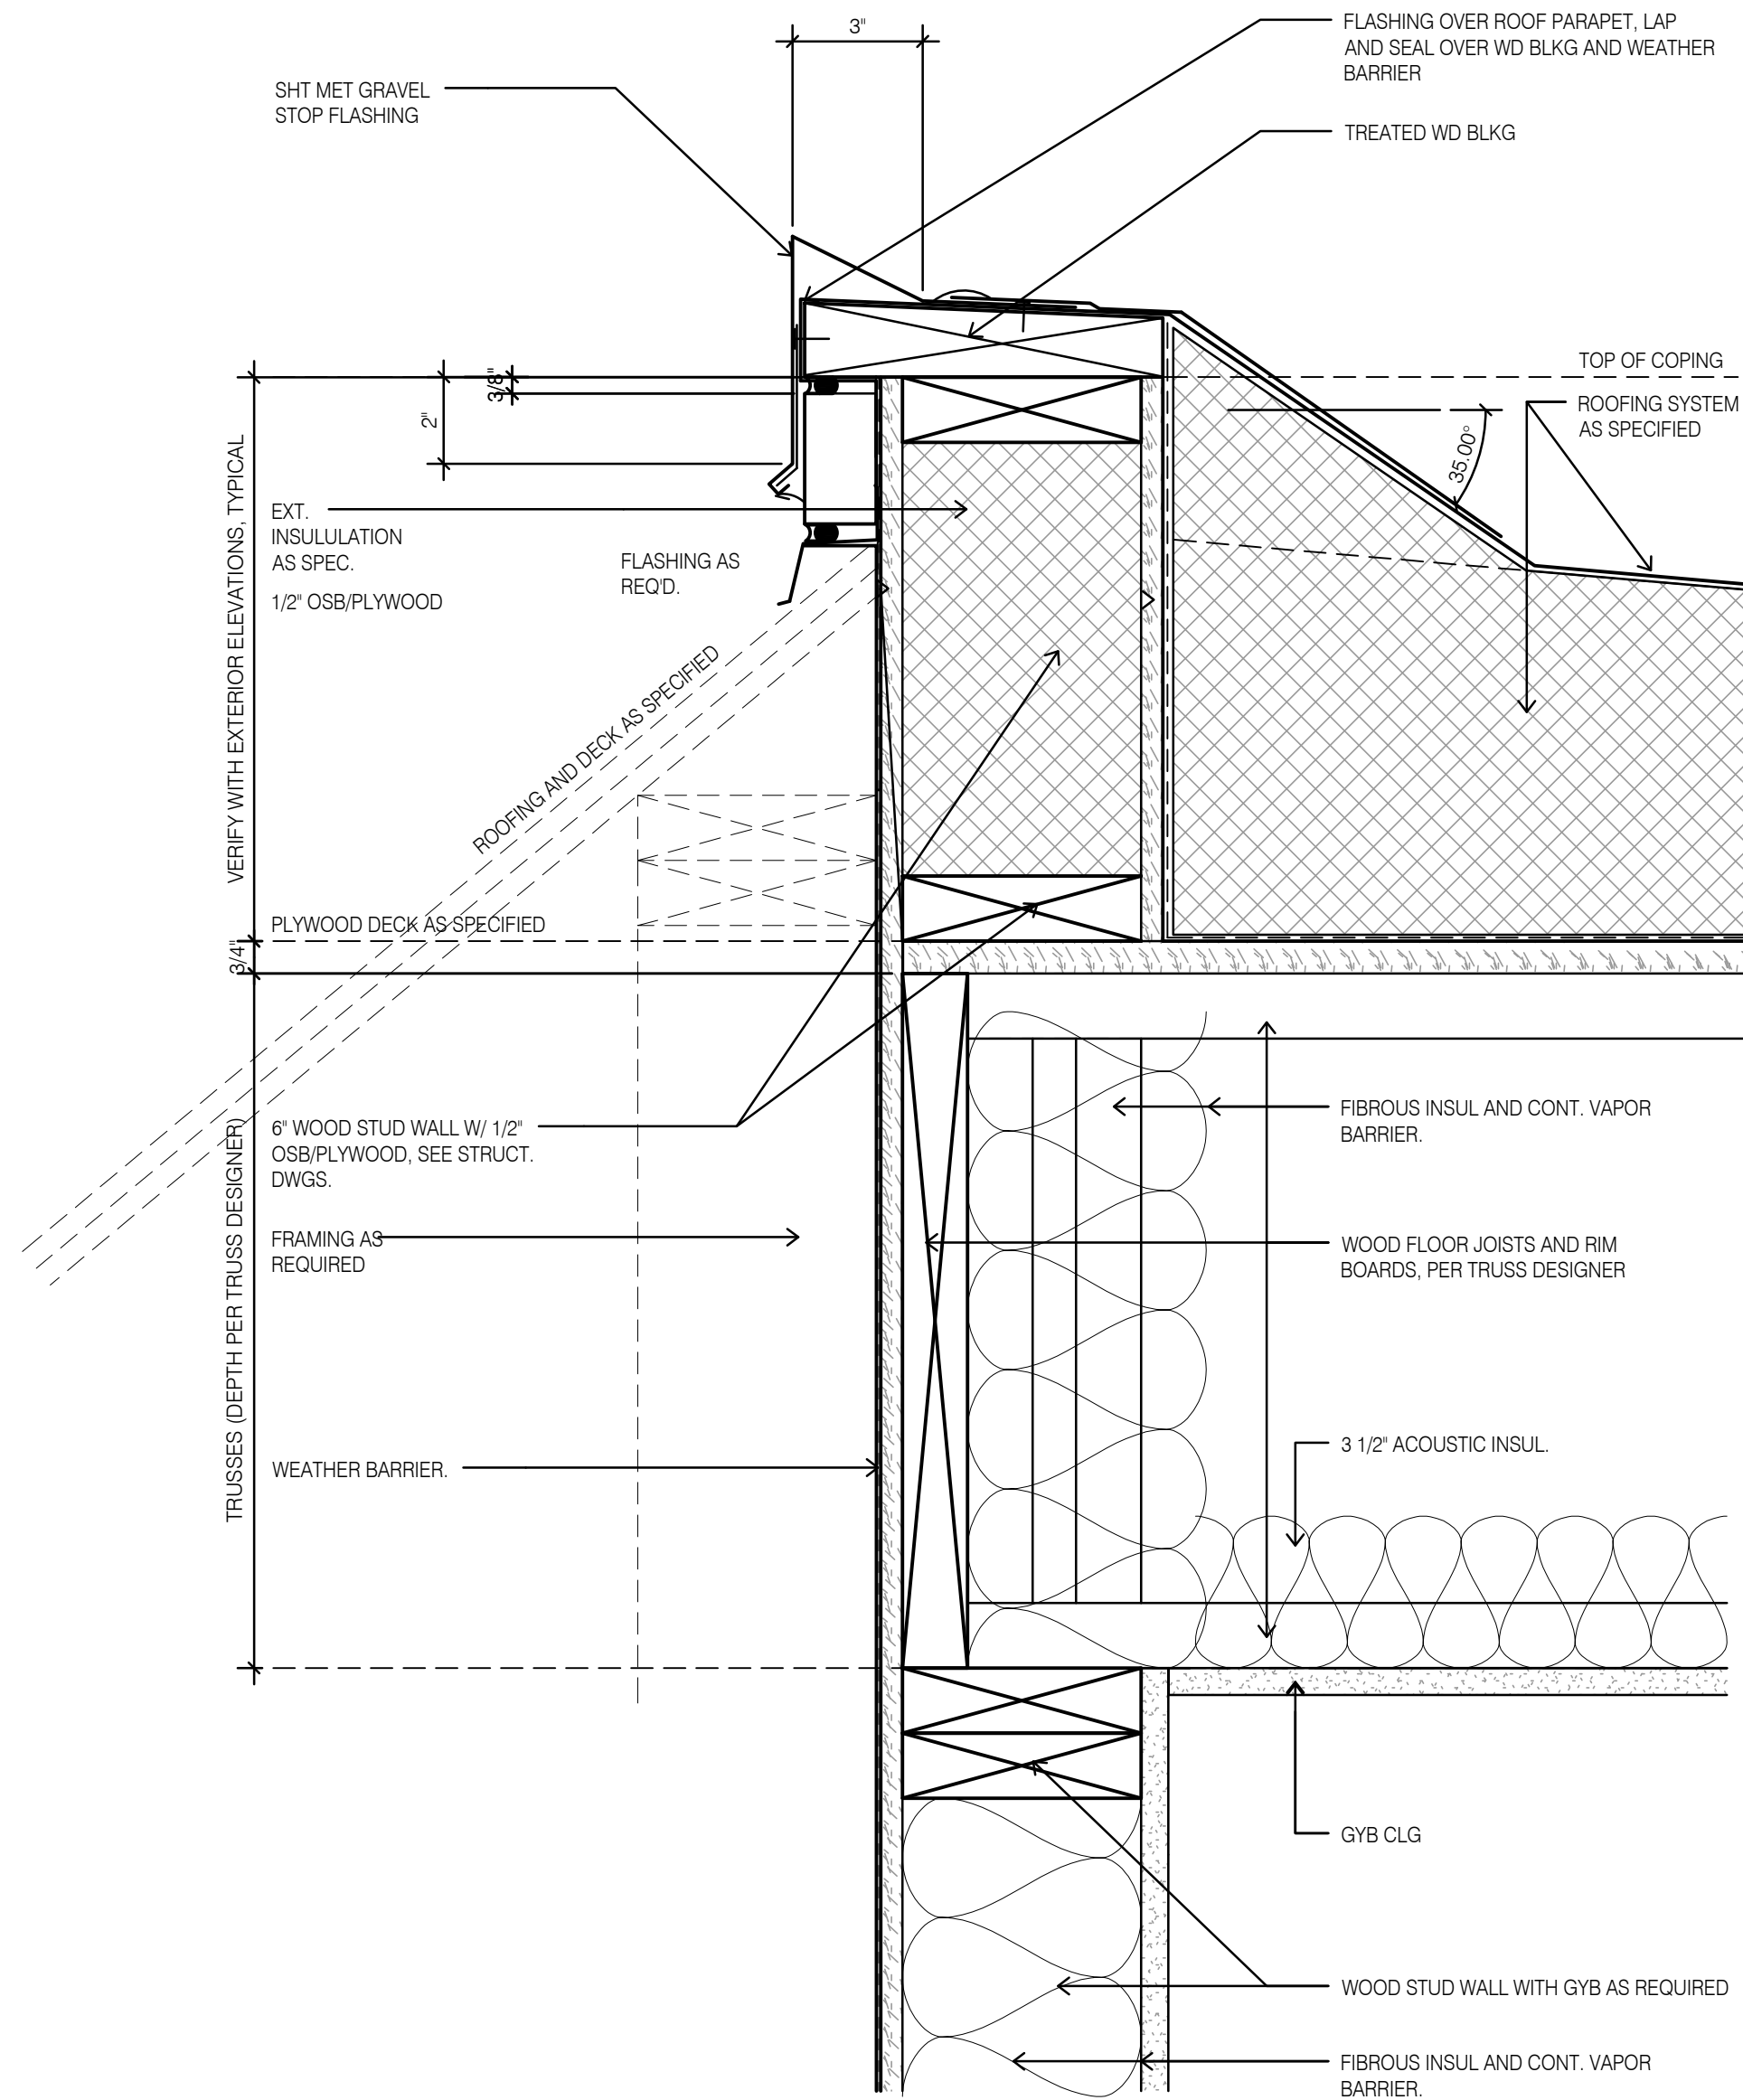 3"
FLASHING OVER ROOF PARAPET, LAP
AND SEAL OVER WD BLKG AND WEATHER
BARRIER
SHT MET GRAVEL
STOP FLASHING
TREATED WD BLKG
TOP OF COPING
3/8"
2"
ROOFING SYSTEM
AS SPECIFIED
35.00°
VERIFY WITH EXTERIOR ELEVATIONS, TYPICAL
EXT.
INSULULATION
AS SPEC.
1/2" OSB/PLYWOOD
FLASHING AS
REQ'D.
ROOFING AND DECK AS SPECIFIED
PLYWOOD DECK AS SPECIFIED
3/4"
6" WOOD STUD WALL W/ 1/2"
OSB/PLYWOOD, SEE STRUCT.
DWGS.
FIBROUS INSUL AND CONT. VAPOR
BARRIER.
TRUSSES (DEPTH PER TRUSS DESIGNER)
FRAMING AS
REQUIRED
WOOD FLOOR JOISTS AND RIM
BOARDS, PER TRUSS DESIGNER
WEATHER BARRIER.
3 1/2" ACOUSTIC INSUL.
GYB CLG
WOOD STUD WALL WITH GYB AS REQUIRED
FIBROUS INSUL AND CONT. VAPOR
BARRIER.